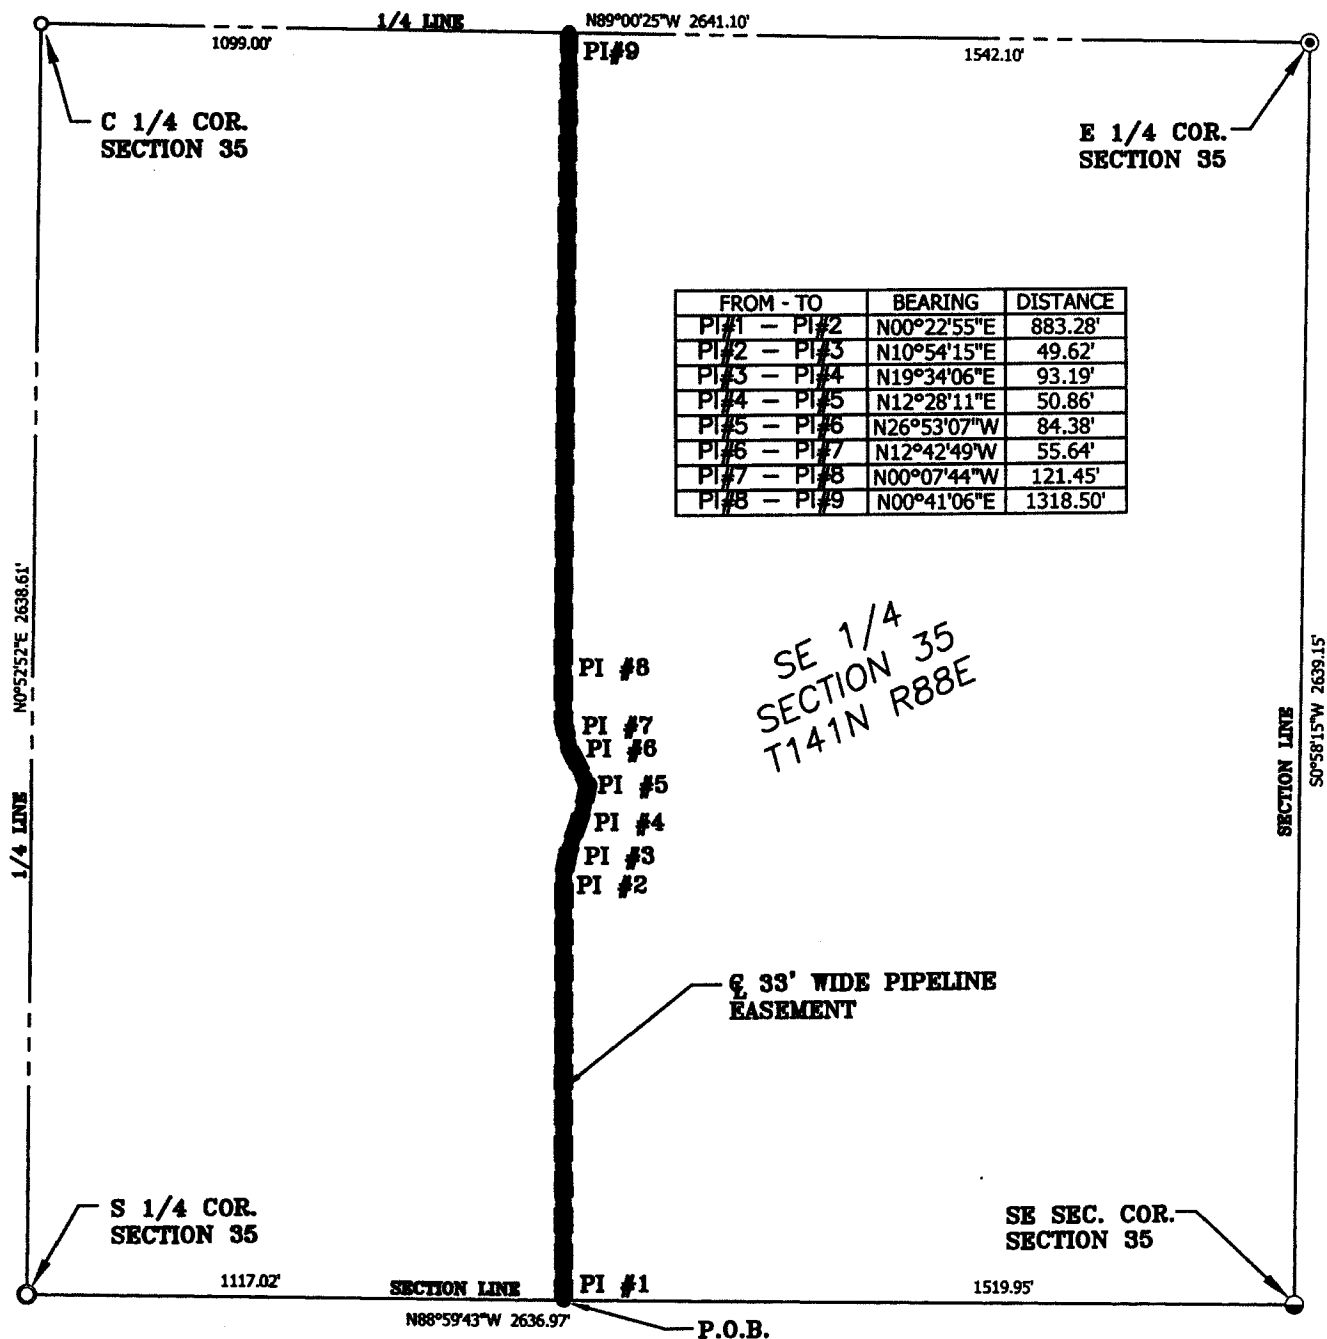 1/4 LINE
N89°00'25"W 2641.10'
1099.00'
PI#9
1542.10'
C 1/4 COR.
SECTION 35
E 1/4 COR.
SECTION 35
FROM - TO BEARING DISTANCE
PI#1 — PI#2 N00°22'55"E 883.28'
PI#2 — PI#3 N10°54'15"E 49.62'
PI#3 — PI#4 N19°34'06"E 93.19'
PI#4 — PI#5 N12°28'11"E 50.86'
PI#5 — PI#6 N26°53'07"W 84.38'
PI#6 — PI#7 N12°42'49"W 55.64'
PI#7 — PI#8 N00°07'44"W 121.45'
PI#8 — PI#9 N00°41'06"E 1318.50'
N0°52'52"E 2638.61'
1/4 LINE
SE 1/4
SECTION 35
T141N R88E
PI #8
PI #7
PI #6
PI #5
PI #4
PI #3
PI #2
SECTION LINE
S0°58'15"W 2639.15'
℄ 33' WIDE PIPELINE
EASEMENT
S 1/4 COR.
SECTION 35
SE SEC. COR.
SECTION 35
1117.02'
SECTION LINE
PI #1
1519.95'
N88°59'43"W 2636.97'
P.O.B.